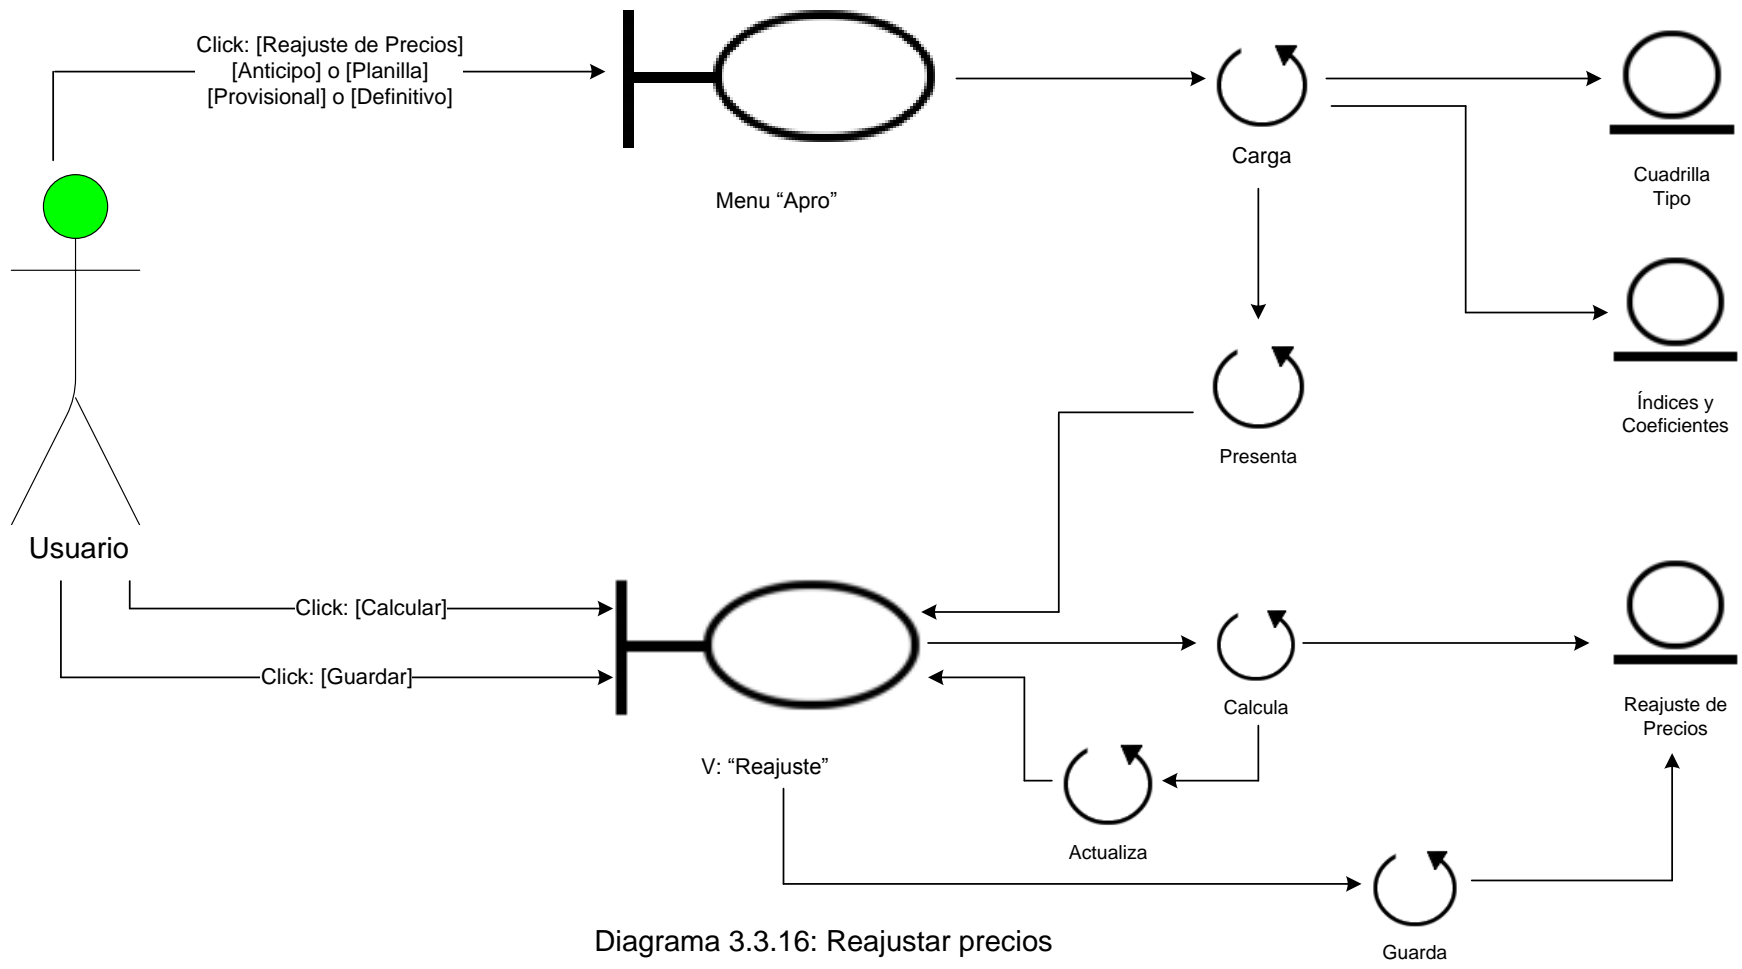 Click: [Reajuste de Precios]
[Anticipo] o [Planilla]
[Provisional] o [Definitivo]
Menu “Apro”
Carga
Cuadrilla
Tipo
Índices y
Coeficientes
Presenta
Usuario
Click: [Calcular]
Click: [Guardar]
Calcula
Reajuste de
Precios
V: “Reajuste”
Actualiza
Guarda
Diagrama 3.3.16: Reajustar precios